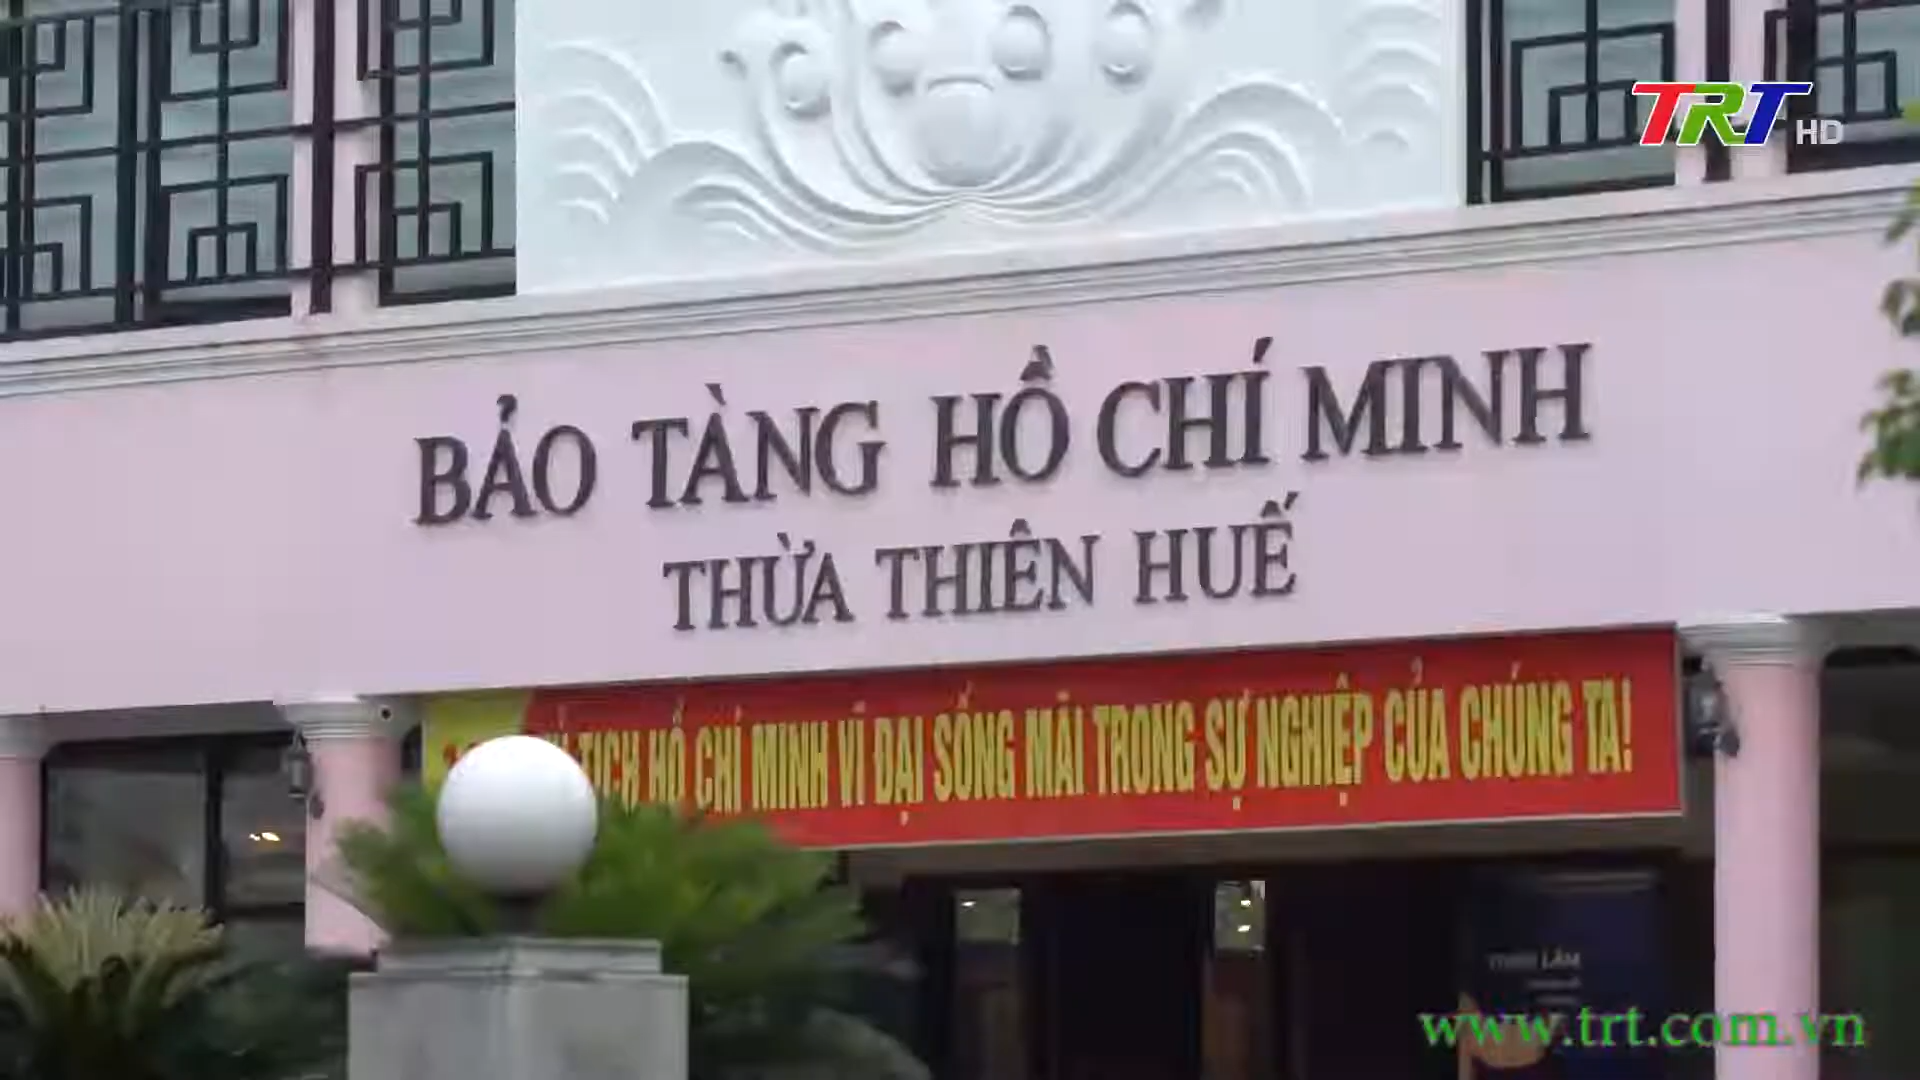 TRT HD
BẢO TÀNG HỒ CHÍ MINH
THỪA THIÊN HUẾ
TỊCH HỒ CHÍ MINH VĨ ĐẠI SỐNG MÃI TRONG SỰ NGHIỆP CỦA CHÚNG TA!
www.trt.com.vn